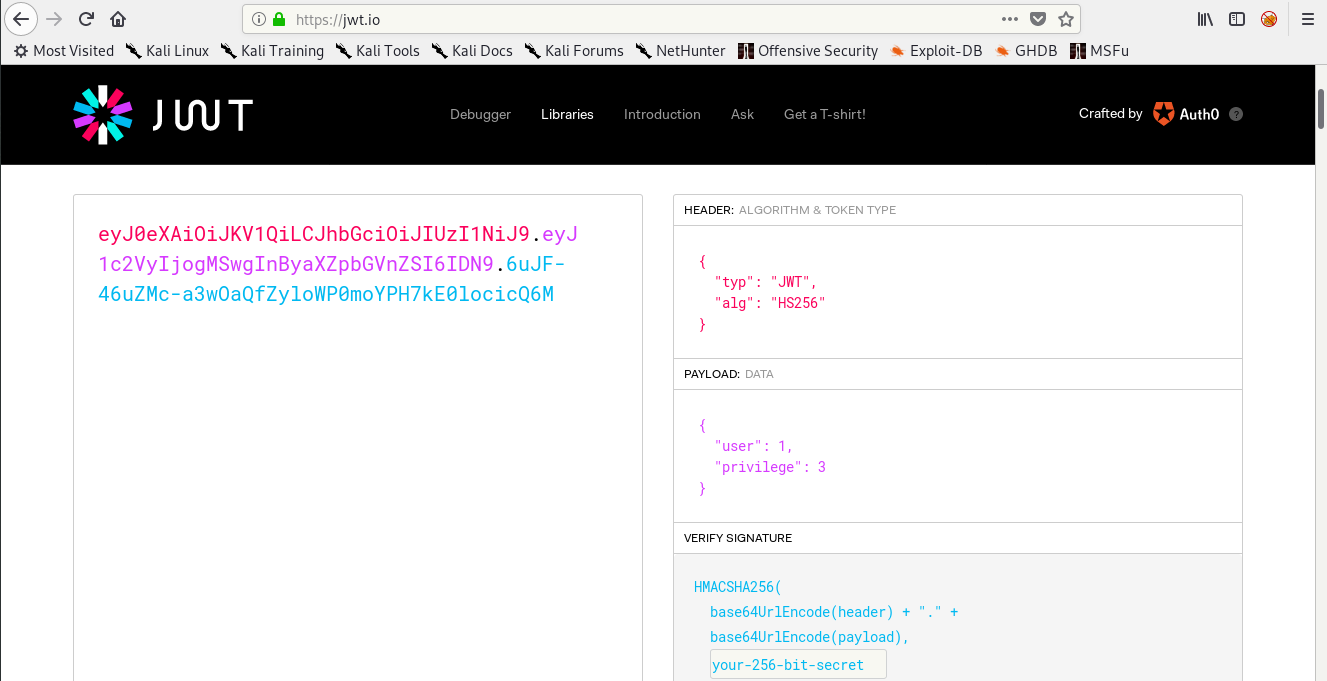 https://jwt.io
Most Visited Kali Linux Kali Training Kali Tools Kali Docs Kali Forums NetHunter Offensive Security Exploit-DB GHDB MSFu
JWT Debugger Libraries Introduction Ask Get a T-shirt! Crafted by Auth0 ?
eyJ0eXAiOiJKV1QiLCJhbGciOiJIUzI1NiJ9.eyJ
1c2VyIjogMSwgInByaXZpbGVnZSI6IDN9.6uJF-
46uZMc-a3wOaQfZyloWP0moYPH7kE0locicQ6M
HEADER: ALGORITHM & TOKEN TYPE
{
"typ": "JWT",
"alg": "HS256"
}
PAYLOAD: DATA
{
"user": 1,
"privilege": 3
}
VERIFY SIGNATURE
HMACSHA256(
base64UrlEncode(header) + "." +
base64UrlEncode(payload),
your-256-bit-secret